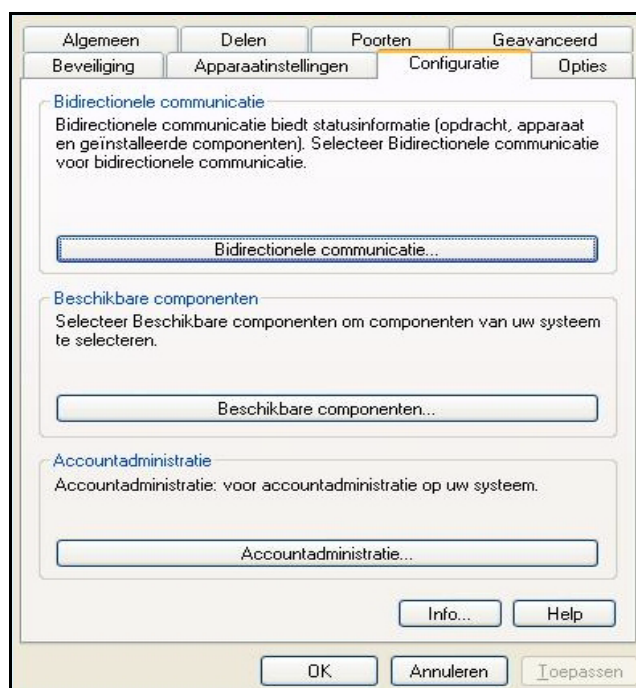 Algemeen Delen Poorten Geavanceerd
Beveiliging Apparaatinstellingen Configuratie Opties
Bidirectionele communicatie
Bidirectionele communicatie biedt statusinformatie (opdracht, apparaat
en geïnstalleerde componenten). Selecteer Bidirectionele communicatie
voor bidirectionele communicatie.
Bidirectionele communicatie...
Beschikbare componenten
Selecteer Beschikbare componenten om componenten van uw systeem
te selecteren.
Beschikbare componenten...
Accountadministratie
Accountadministratie: voor accountadministratie op uw systeem.
Accountadministratie...
Info... Help
OK Annuleren Toepassen